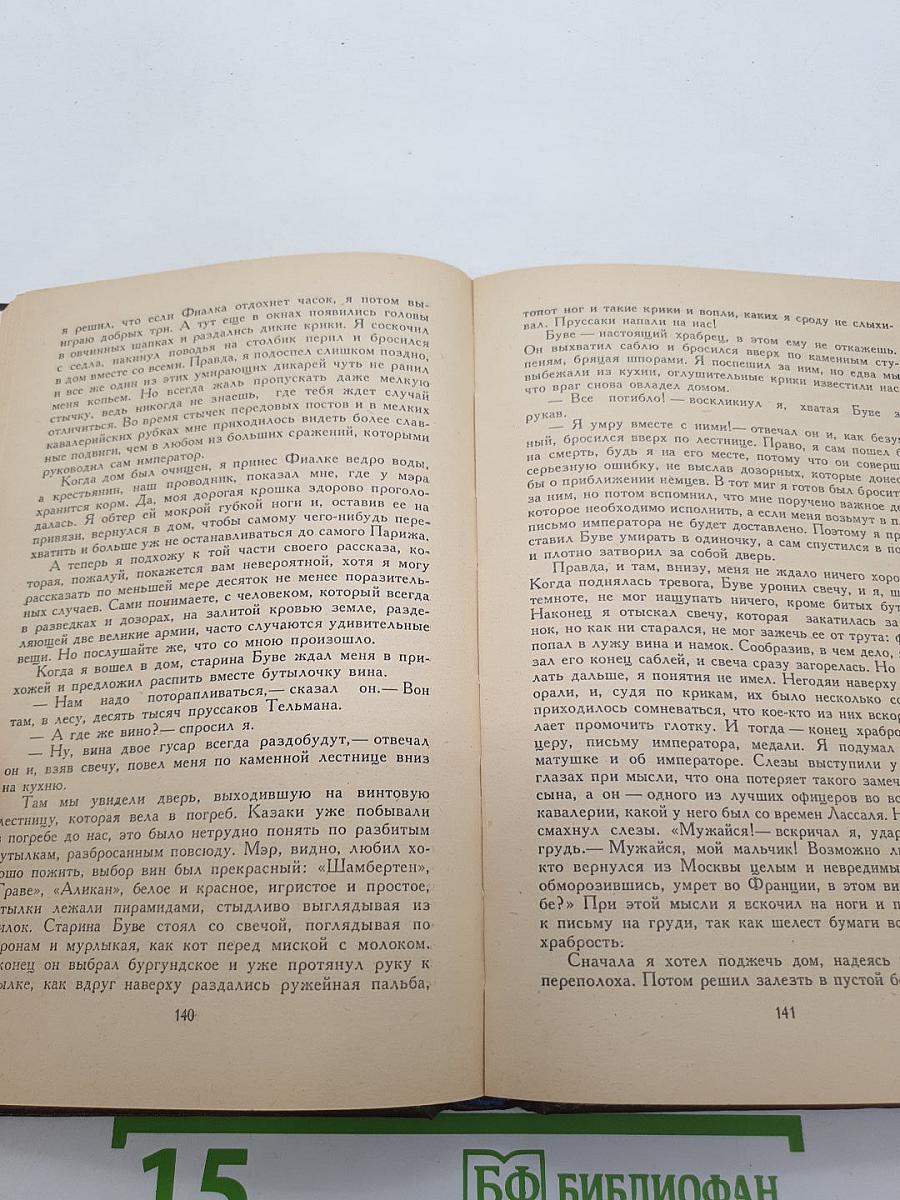 я решил, что если Фиалка отдохнет часок, я потом вы-
играю добрых три. А тут еще в окнах появились головы
в овчинных шапках и раздались дикие крики. Я соскочил
с седла, накинул поводья на столбик перил и бросился
в дом вместе со всеми. Правда, я подоспел слишком поздно,
и все же один из этих умирающих дикарей чуть не ранил
меня копьем. Но всегда жаль пропускать даже мелкую
стычку, ведь никогда не знаешь, где тебя ждет случай
отличиться. Во время стычек передовых постов и в мелких
кавалерийских рубках мне приходилось видеть более слав-
ные подвиги, чем в любом из больших сражений, которыми
руководил сам император.
Когда дом был очищен, я принес Фиалке ведро воды,
а крестьянин, наш проводник, показал мне, где у мэра
хранится корм. Да, моя дорогая крошка здорово проголо-
далась. Я обтер ей мокрой губкой ноги и, оставив ее на
привязи, вернулся в дом, чтобы самому чего-нибудь пере-
хватить и больше уж не останавливаться до самого Парижа.
А теперь я подхожу к той части своего рассказа, ко-
торая, пожалуй, покажется вам невероятной, хотя я могу
рассказать по меньшей мере десяток не менее поразитель-
ных случаев. Сами понимаете, с человеком, который всегда
в разведках и дозорах, на залитой кровью земле, разде-
ляющей две великие армии, часто случаются удивительные
вещи. Но послушайте же, что со мною произошло.
Когда я вошел в дом, старина Буве ждал меня в при-
хожей и предложил распить вместе бутылочку вина.
— Нам надо поторапливаться,— сказал он.— Вон
там, в лесу, десять тысяч пруссаков Тельмана.
— А где же вино?— спросил я.
— Ну, вина двое гусар всегда раздобудут,— отвечал
он и, взяв свечу, повел меня по каменной лестнице вниз
на кухню.
Там мы увидели дверь, выходившую на винтовую
лестницу, которая вела в погреб. Казаки уже побывали
в погребе до нас, это было нетрудно понять по разбитым
утылкам, разбросанным повсюду. Мэр, видно, любил хо-
ошо пожить, выбор вин был прекрасный: «Шамбертен»,
Граве», «Аликан», белое и красное, игристое и простое,
тылки лежали пирамидами, стыдливо выглядывая из
илок. Старина Буве стоял со свечой, поглядывая по
ронам и мурлыкая, как кот перед миской с молоком.
конец он выбрал бургундское и уже протянул руку к
ылке, как вдруг наверху раздались ружейная пальба,
140
топот ног и такие крики и вопли, каких я сроду не слыхи-
вал. Пруссаки напали на нас!
Буве — настоящий храбрец, в этом ему не откажешь.
Он выхватил саблю и бросился вверх по каменным сту-
пеням, бряцая шпорами. Я поспешил за ним, но едва мы
выбежали из кухни, оглушительные крики известили нас
что враг снова овладел домом.
— Все погибло! — воскликнул я, хватая Буве з
рукав.
— Я умру вместе с ними!— отвечал он и, как безу
ный, бросился вверх по лестнице. Право, я сам пошел б
на смерть, будь я на его месте, потому что он соверш
серьезную ошибку, не выслав дозорных, которые донес
бы о приближении немцев. В тот миг я готов был бросит
за ним, но потом вспомнил, что мне поручено важное де
которое необходимо исполнить, а если меня возьмут в пл
письмо императора не будет доставлено. Поэтому я пр
ставил Буве умирать в одиночку, а сам спустился в по
и плотно затворил за собой дверь.
Правда, и там, внизу, меня не ждало ничего хоро
Когда поднялась тревога, Буве уронил свечу, и я, ш
темноте, не мог нащупать ничего, кроме битых бут
Наконец я отыскал свечу, которая закатилась за
нок, но как ни старался, не мог зажечь ее от трута: ф
попал в лужу вина и намок. Сообразив, в чем дело,
зал его конец саблей, и свеча сразу загорелась. Но
лать дальше, я понятия не имел. Негодяи наверху
орали, и, судя по крикам, их было несколько со
приходилось сомневаться, что кое-кто из них вскор
лает промочить глотку. И тогда — конец храбро
церу, письму императора, медали. Я подумал
матушке и об императоре. Слезы выступили у
глазах при мысли, что она потеряет такого замеч
сына, а он — одного из лучших офицеров во вс
кавалерии, какой у него был со времен Лассаля. Н
смахнул слезы. «Мужайся!— вскричал я, удар
грудь.— Мужайся, мой мальчик! Возможно ли
кто вернулся из Москвы целым и невредимы
обморозившись, умрет во Франции, в этом ви
бе?» При этой мысли я вскочил на ноги и п
к письму на груди, так как шелест бумаги вс
храбрость.
Сначала я хотел поджечь дом, надеясь
переполоха. Потом решил залезть в пустой б
141
15
БФ БИБЛИОФАН